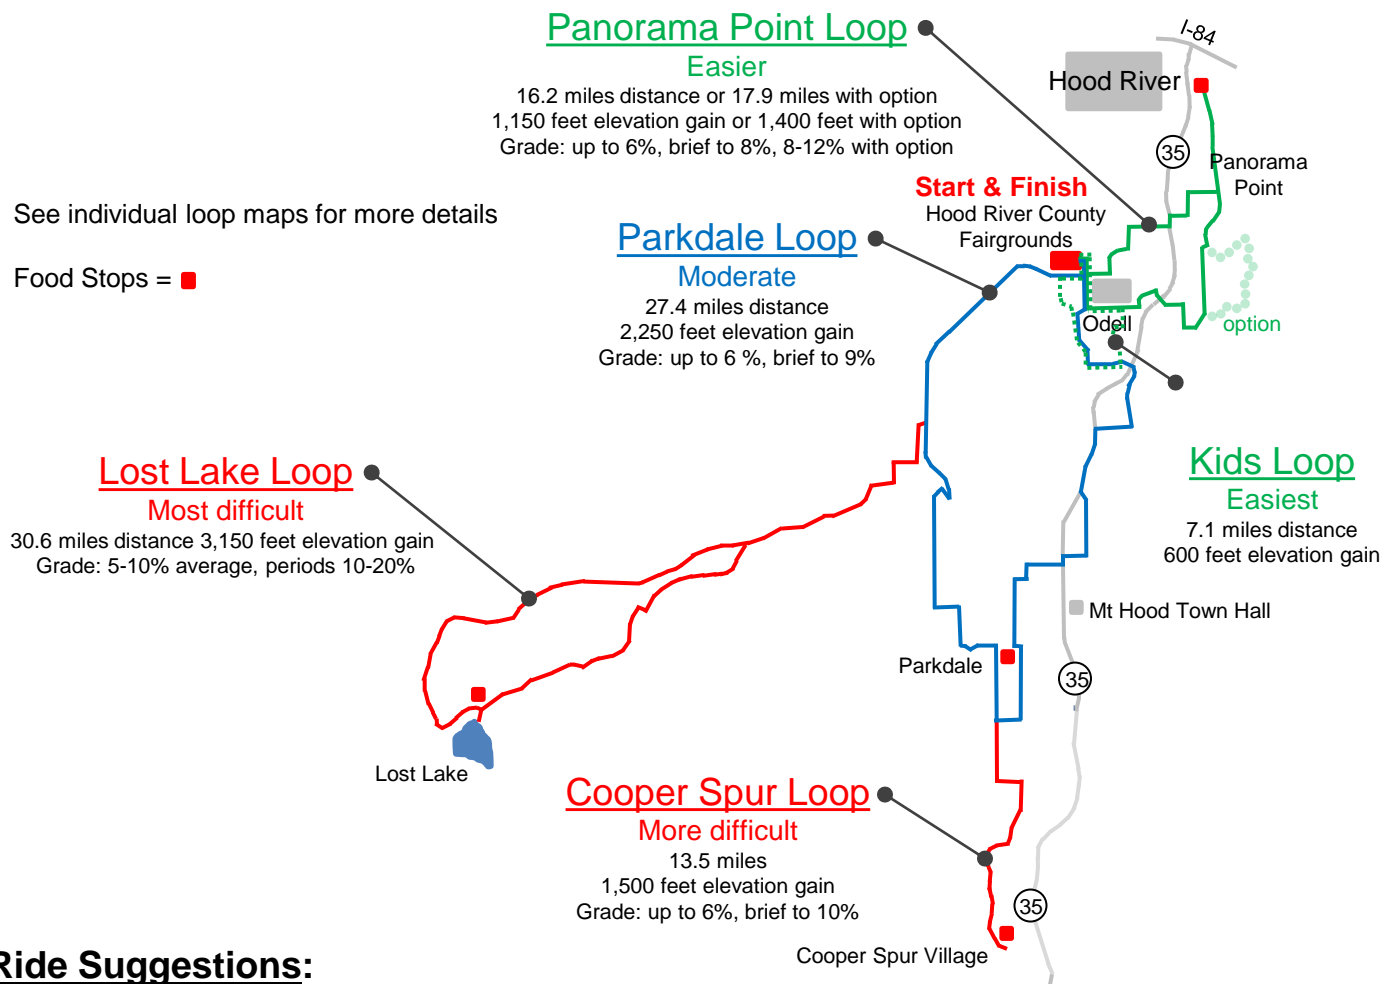 Panorama Point Loop
Easier
16.2 miles distance or 17.9 miles with option
1,150 feet elevation gain or 1,400 feet with option
Grade: up to 6%, brief to 8%, 8-12% with option
I-84
Hood River
35
Panorama
Point
Start & Finish
Hood River County
Fairgrounds
See individual loop maps for more details
Food Stops =
Parkdale Loop
Moderate
27.4 miles distance
2,250 feet elevation gain
Grade: up to 6 %, brief to 9%
Odell
option
Lost Lake Loop
Most difficult
30.6 miles distance 3,150 feet elevation gain
Grade: 5-10% average, periods 10-20%
Kids Loop
Easiest
7.1 miles distance
600 feet elevation gain
Mt Hood Town Hall
Parkdale
35
Lost Lake
Cooper Spur Loop
More difficult
13.5 miles
1,500 feet elevation gain
Grade: up to 6%, brief to 10%
35
Cooper Spur Village
Ride Suggestions: